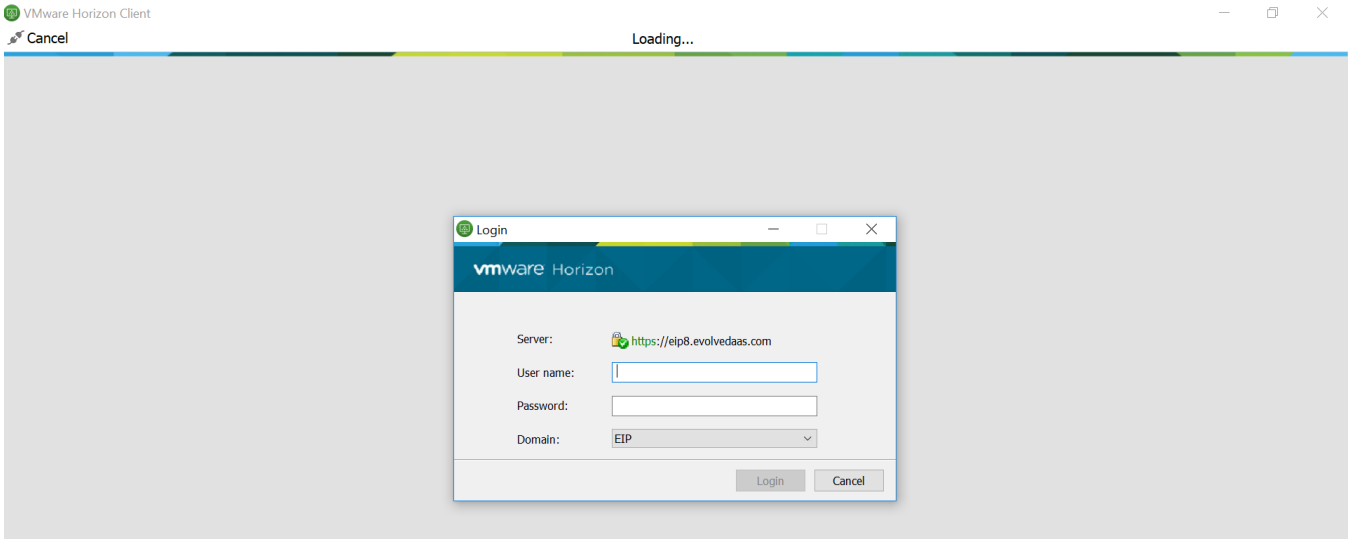 VMware Horizon Client
Cancel
Loading...
Login
vmware Horizon
Server: https://eip8.evolvedaas.com
User name:
Password:
Domain: EIP
Login Cancel